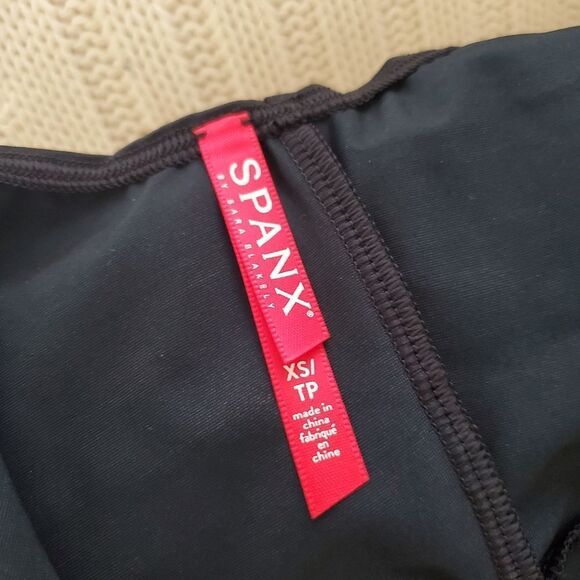 SPANX®
BY SARA BLAKELY
XS/
TP
made in
china
fabriqué
en
chine